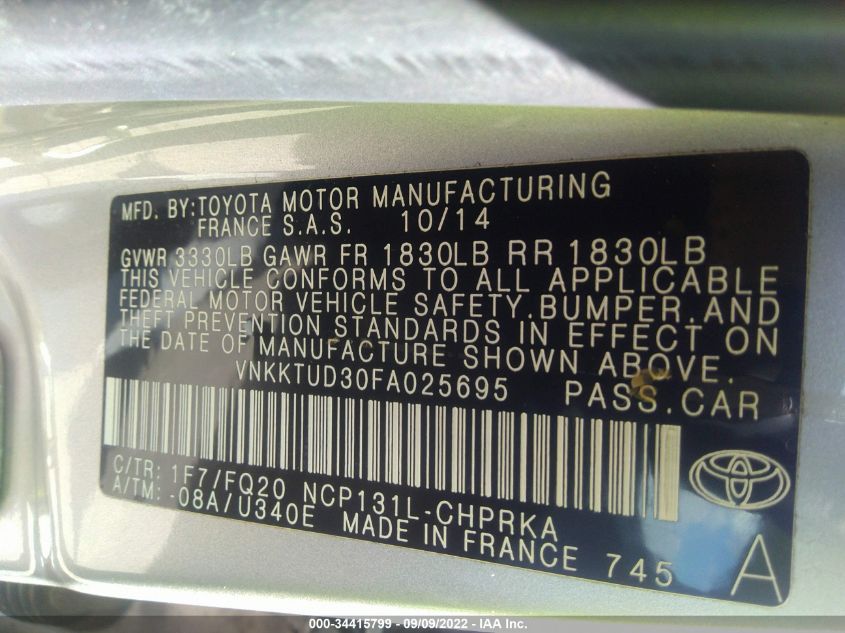 MFD. BY:TOYOTA MOTOR MANUFACTURING
FRANCE S.A.S. 10/14
GVWR 3330LB GAWR FR 1830LB RR 1830LB
THIS VEHICLE CONFORMS TO ALL APPLICABLE
FEDERAL MOTOR VEHICLE SAFETY.BUMPER.AND
THEFT PREVENTION STANDARDS IN EFFECT ON
THE DATE OF MANUFACTURE SHOWN ABOVE.
VNKKTUD30FA025695 PASS.CAR
C/TR: 1F7/FQ20 NCP131L-CHPRKA
A/TM: -08A/U340E MADE IN FRANCE 745
A
000-34415799 - 09/09/2022 - IAA Inc.